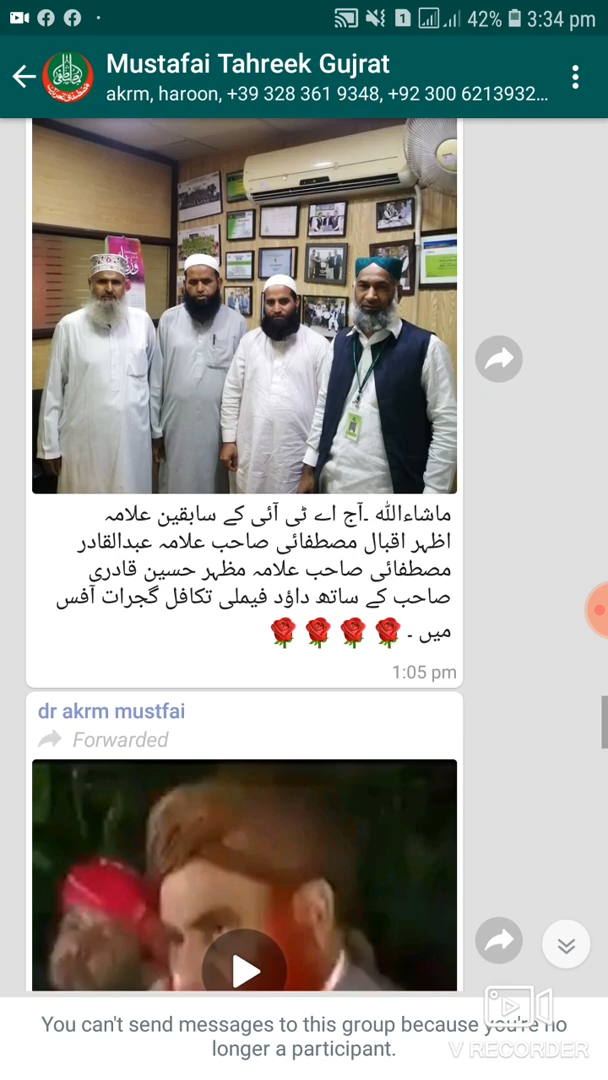 42% 3:34 pm
Mustafai Tahreek Gujrat
akrm, haroon, +39 328 361 9348, +92 300 6213932...
ماشاءاللہ ۔آج اے ٹی آئی کے سابقین علامہ
اظہر اقبال مصطفائی صاحب علامہ عبدالقادر
مصطفائی صاحب علامہ مظہر حسین قادری
صاحب کے ساتھ داؤد فیملی تکافل گجرات آفس
میں ۔ 🌹 🌹 🌹 🌹
1:05 pm
dr akrm mustfai
Forwarded
You can't send messages to this group because you're no
longer a participant.
V RECORDER